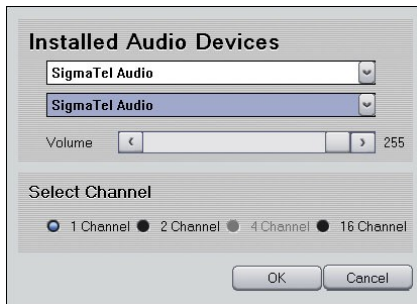 Installed Audio Devices
SigmaTel Audio
SigmaTel Audio
Volume 255
Select Channel
1 Channel 2 Channel 4 Channel 16 Channel
OK Cancel